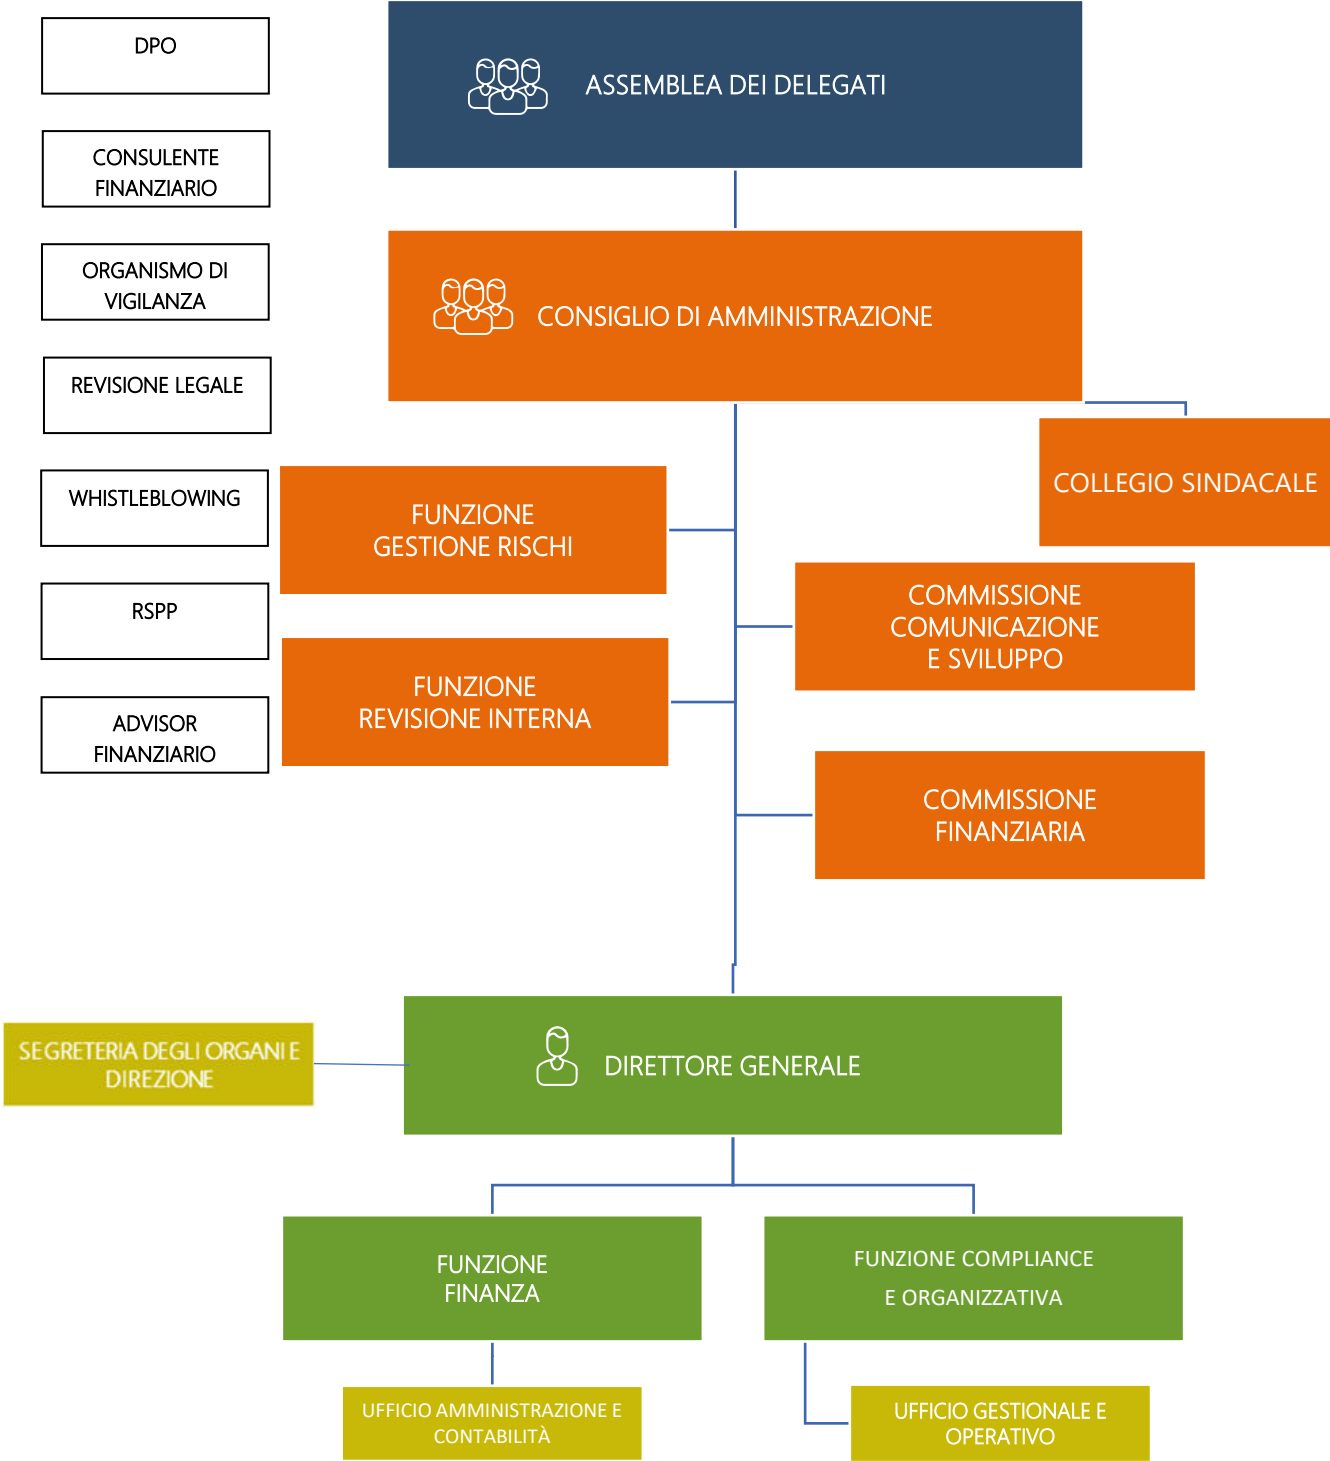 DPO
CONSULENTE
FINANZIARIO
ORGANISMO DI
VIGILANZA
REVISIONE LEGALE
WHISTLEBLOWING
RSPP
ADVISOR
FINANZIARIO
ASSEMBLEA DEI DELEGATI
CONSIGLIO DI AMMINISTRAZIONE
COLLEGIO SINDACALE
FUNZIONE
GESTIONE RISCHI
COMMISSIONE
COMUNICAZIONE
E SVILUPPO
FUNZIONE
REVISIONE INTERNA
COMMISSIONE
FINANZIARIA
SEGRETERIA DEGLI ORGANI E
DIREZIONE
DIRETTORE GENERALE
FUNZIONE
FINANZA
FUNZIONE COMPLIANCE
E ORGANIZZATIVA
UFFICIO AMMINISTRAZIONE E
CONTABILITÀ
UFFICIO GESTIONALE E
OPERATIVO